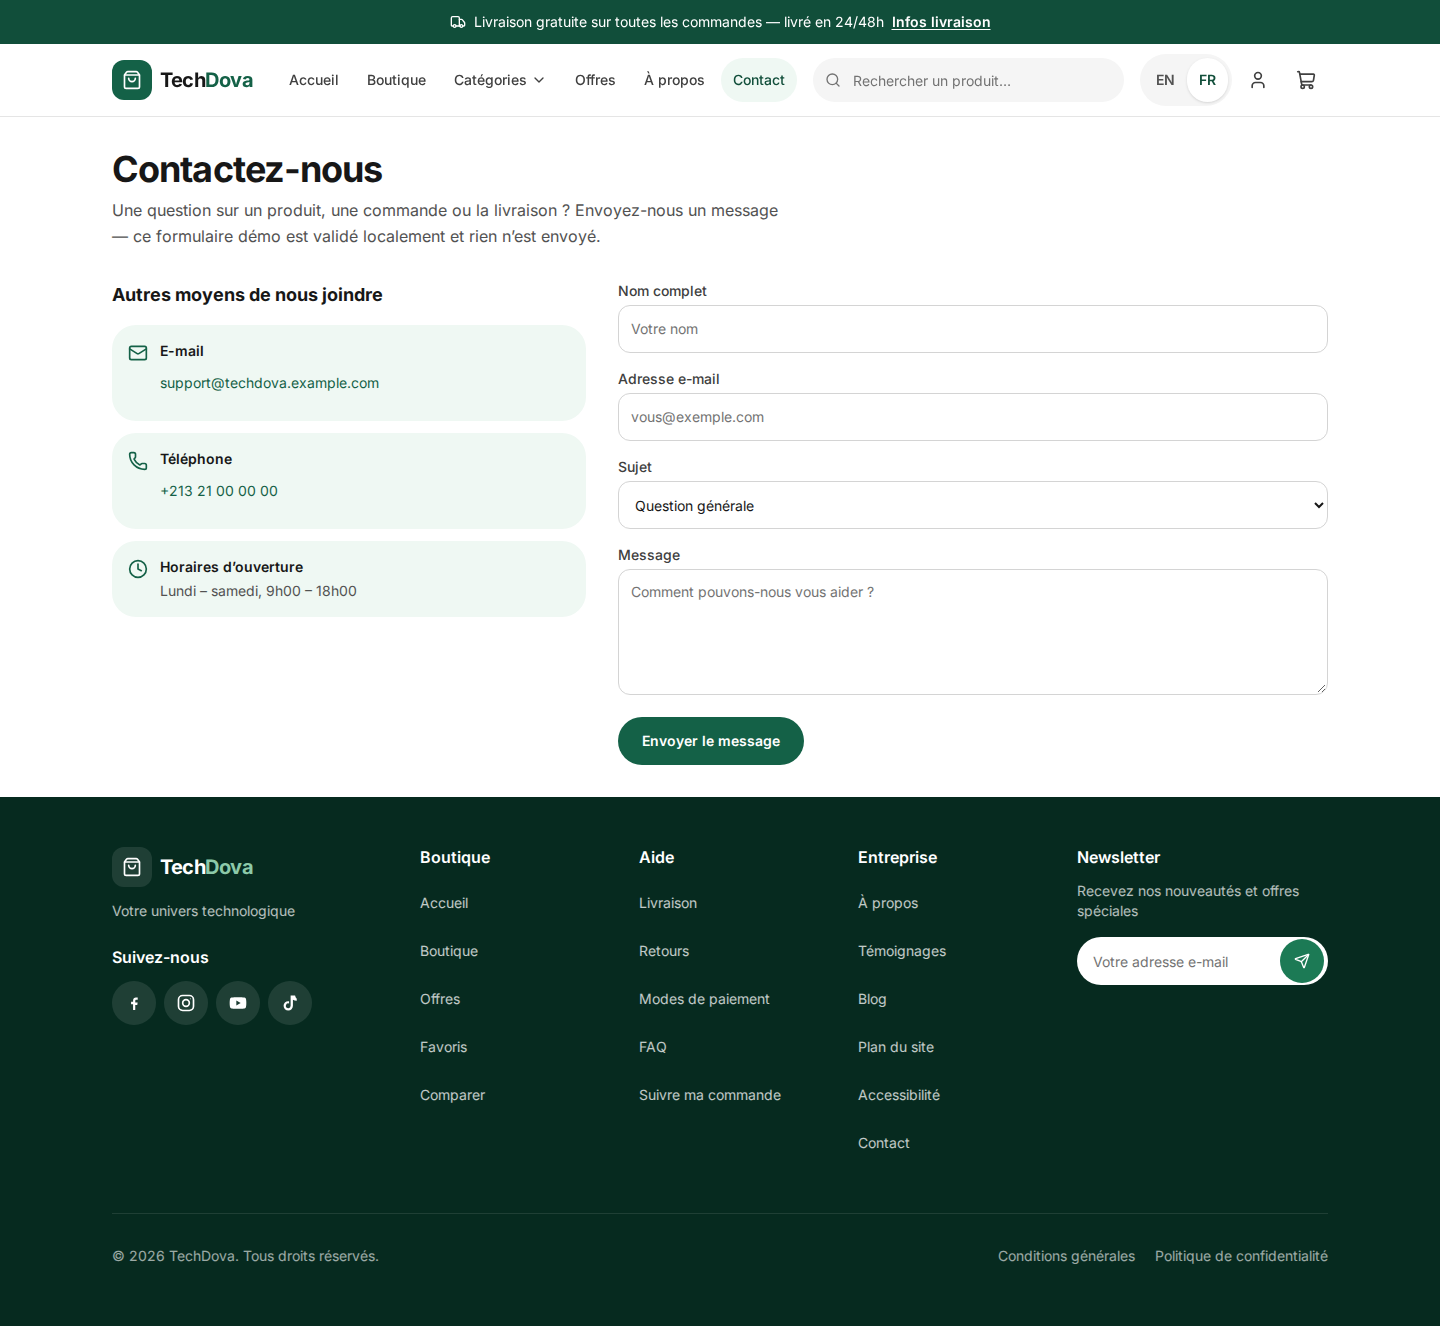 Livraison gratuite sur toutes les commandes — livré en 24/48h Infos livraison
TechDova
Accueil
Boutique
Catégories
Offres
À propos
Contact
Rechercher un produit...
EN
FR
Contactez-nous
Une question sur un produit, une commande ou la livraison ? Envoyez-nous un message
— ce formulaire démo est validé localement et rien n’est envoyé.
Autres moyens de nous joindre
E-mail
support@techdova.example.com
Téléphone
+213 21 00 00 00
Horaires d’ouverture
Lundi – samedi, 9h00 – 18h00
Nom complet
Votre nom
Adresse e-mail
vous@exemple.com
Sujet
Question générale
Message
Comment pouvons-nous vous aider ?
Envoyer le message
TechDova
Votre univers technologique
Suivez-nous
Boutique
Accueil
Boutique
Offres
Favoris
Comparer
Aide
Livraison
Retours
Modes de paiement
FAQ
Suivre ma commande
Entreprise
À propos
Témoignages
Blog
Plan du site
Accessibilité
Contact
Newsletter
Recevez nos nouveautés et offres
spéciales
Votre adresse e-mail
© 2026 TechDova. Tous droits réservés.
Conditions générales
Politique de confidentialité